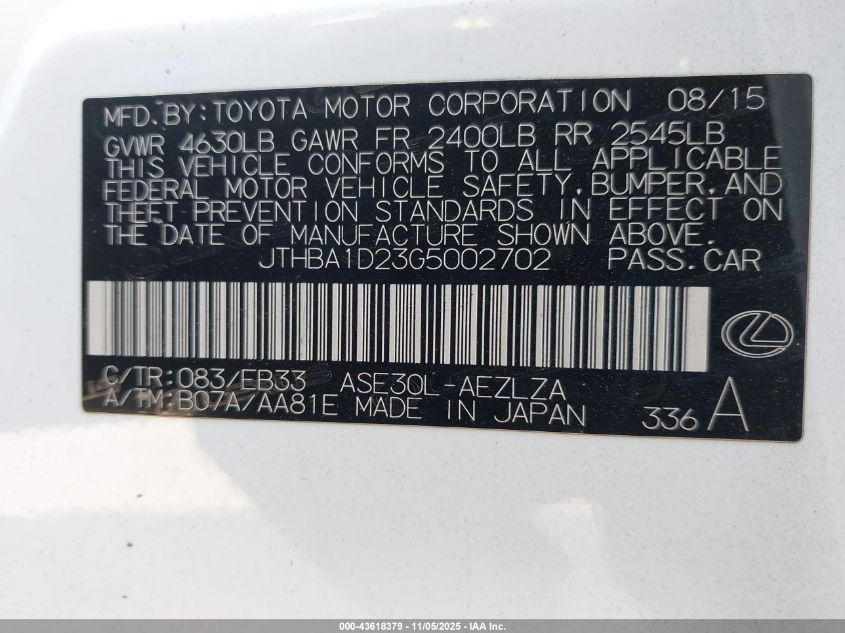 MFD. BY: TOYOTA MOTOR CORPORATION 08/15
GVWR 4630LB GAWR FR 2400LB RR 2545LB
THIS VEHICLE CONFORMS TO ALL APPLICABLE
FEDERAL MOTOR VEHICLE SAFETY, BUMPER, AND
THEFT PREVENTION STANDARDS IN EFFECT ON
THE DATE OF MANUFACTURE SHOWN ABOVE.
JTHBA1D23G5002702 PASS. CAR
C/TR: 083/EB33 ASE30L-AEZLZA
A/TM: B07A/AA81E MADE IN JAPAN 336 A
000-43618379 - 11/05/2025 - IAA Inc.